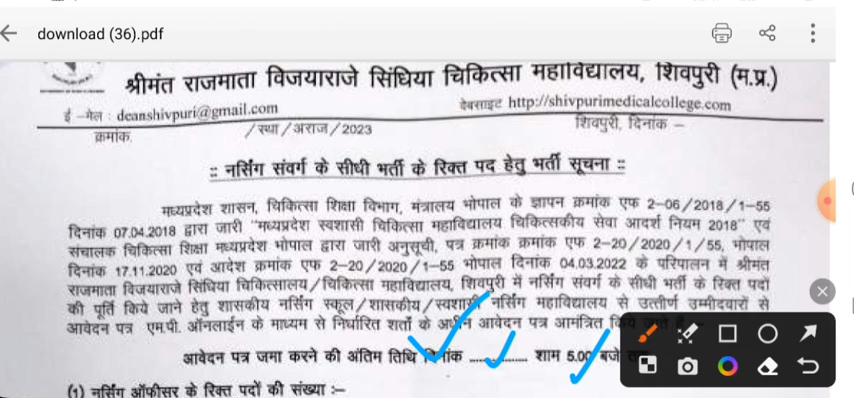 download (36).pdf
श्रीमंत राजमाता विजयाराजे सिंधिया चिकित्सा महाविद्यालय, शिवपुरी (म.प्र.)
ई –मेल : deanshivpuri@gmail.com वेबसाइट http://shivpurimedicalcollege.com
क्रमांक. /स्था/अराज/2023 शिवपुरी, दिनांक –
:: नर्सिंग संवर्ग के सीधी भर्ती के रिक्त पद हेतु भर्ती सूचना ::
मध्यप्रदेश शासन, चिकित्सा शिक्षा विभाग, मंत्रालय भोपाल के ज्ञापन क्रमांक एफ 2–06/2018/1–55
दिनांक 07.04.2018 द्वारा जारी "मध्यप्रदेश स्वशासी चिकित्सा महाविद्यालय चिकित्सकीय सेवा आदर्श नियम 2018" एवं
संचालक चिकित्सा शिक्षा मध्यप्रदेश भोपाल द्वारा जारी अनुसूची, पत्र क्रमांक क्रमांक एफ 2–20/2020/1/55, भोपाल
दिनांक 17.11.2020 एवं आदेश क्रमांक एफ 2–20/2020/1–55 भोपाल दिनांक 04.03.2022 के परिपालन में श्रीमंत
राजमाता विजयाराजे सिंधिया चिकित्सालय/चिकित्सा महाविद्यालय, शिवपुरी में नर्सिंग संवर्ग के सीधी भर्ती के रिक्त पदों
की पूर्ति किये जाने हेतु शासकीय नर्सिंग स्कूल/शासकीय/स्वशासी नर्सिंग महाविद्यालय से उत्तीर्ण उम्मीदवारों से
आवेदन पत्र एम.पी. ऑनलाईन के माध्यम से निर्धारित शर्तों के अधीन आवेदन पत्र आमंत्रित
आवेदन पत्र जमा करने की अंतिम तिथि दिनांक .................. शाम 5.00 बजे
(1) नर्सिंग ऑफीसर के रिक्त पदों की संख्या :–